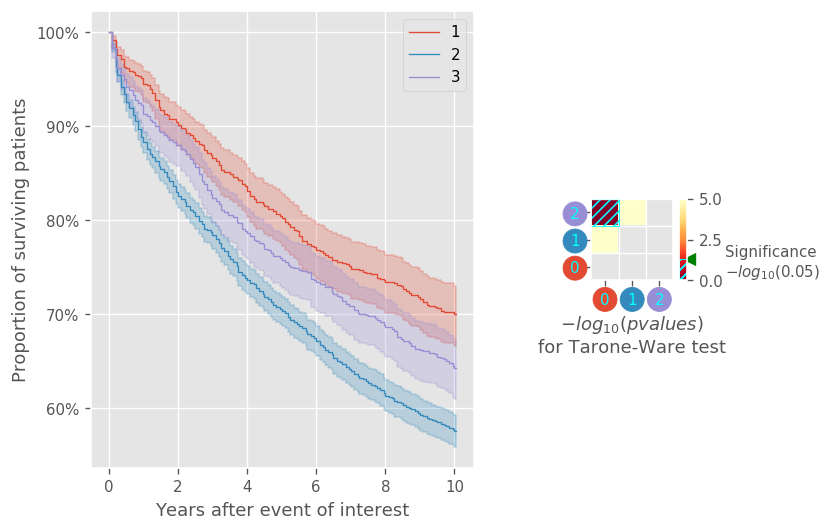 100%
90%
80%
70%
60%
Proportion of surviving patients
0 2 4 6 8 10
Years after event of interest
1
2
3
2
1
0
0 1 2
5.0
2.5
0.0
Significance
−log10(0.05)
−log10(pvalues)
for Tarone-Ware test